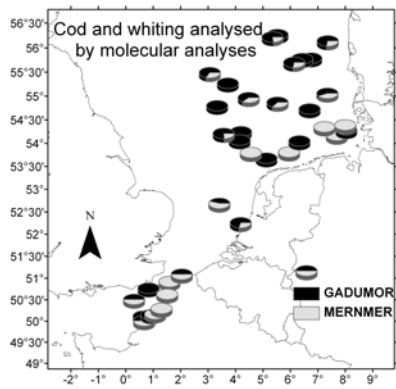 Cod and whiting analysed
by molecular analyses
56°30'
56°
55°30'
55°
54°30'
54°
53°30'
53°
52°30'
52°
51°30'
51°
50°30'
50°
49°30'
49°
N
GADUMOR
MERNMER
-2° -1° 0° 1° 2° 3° 4° 5° 6° 7° 8° 9°